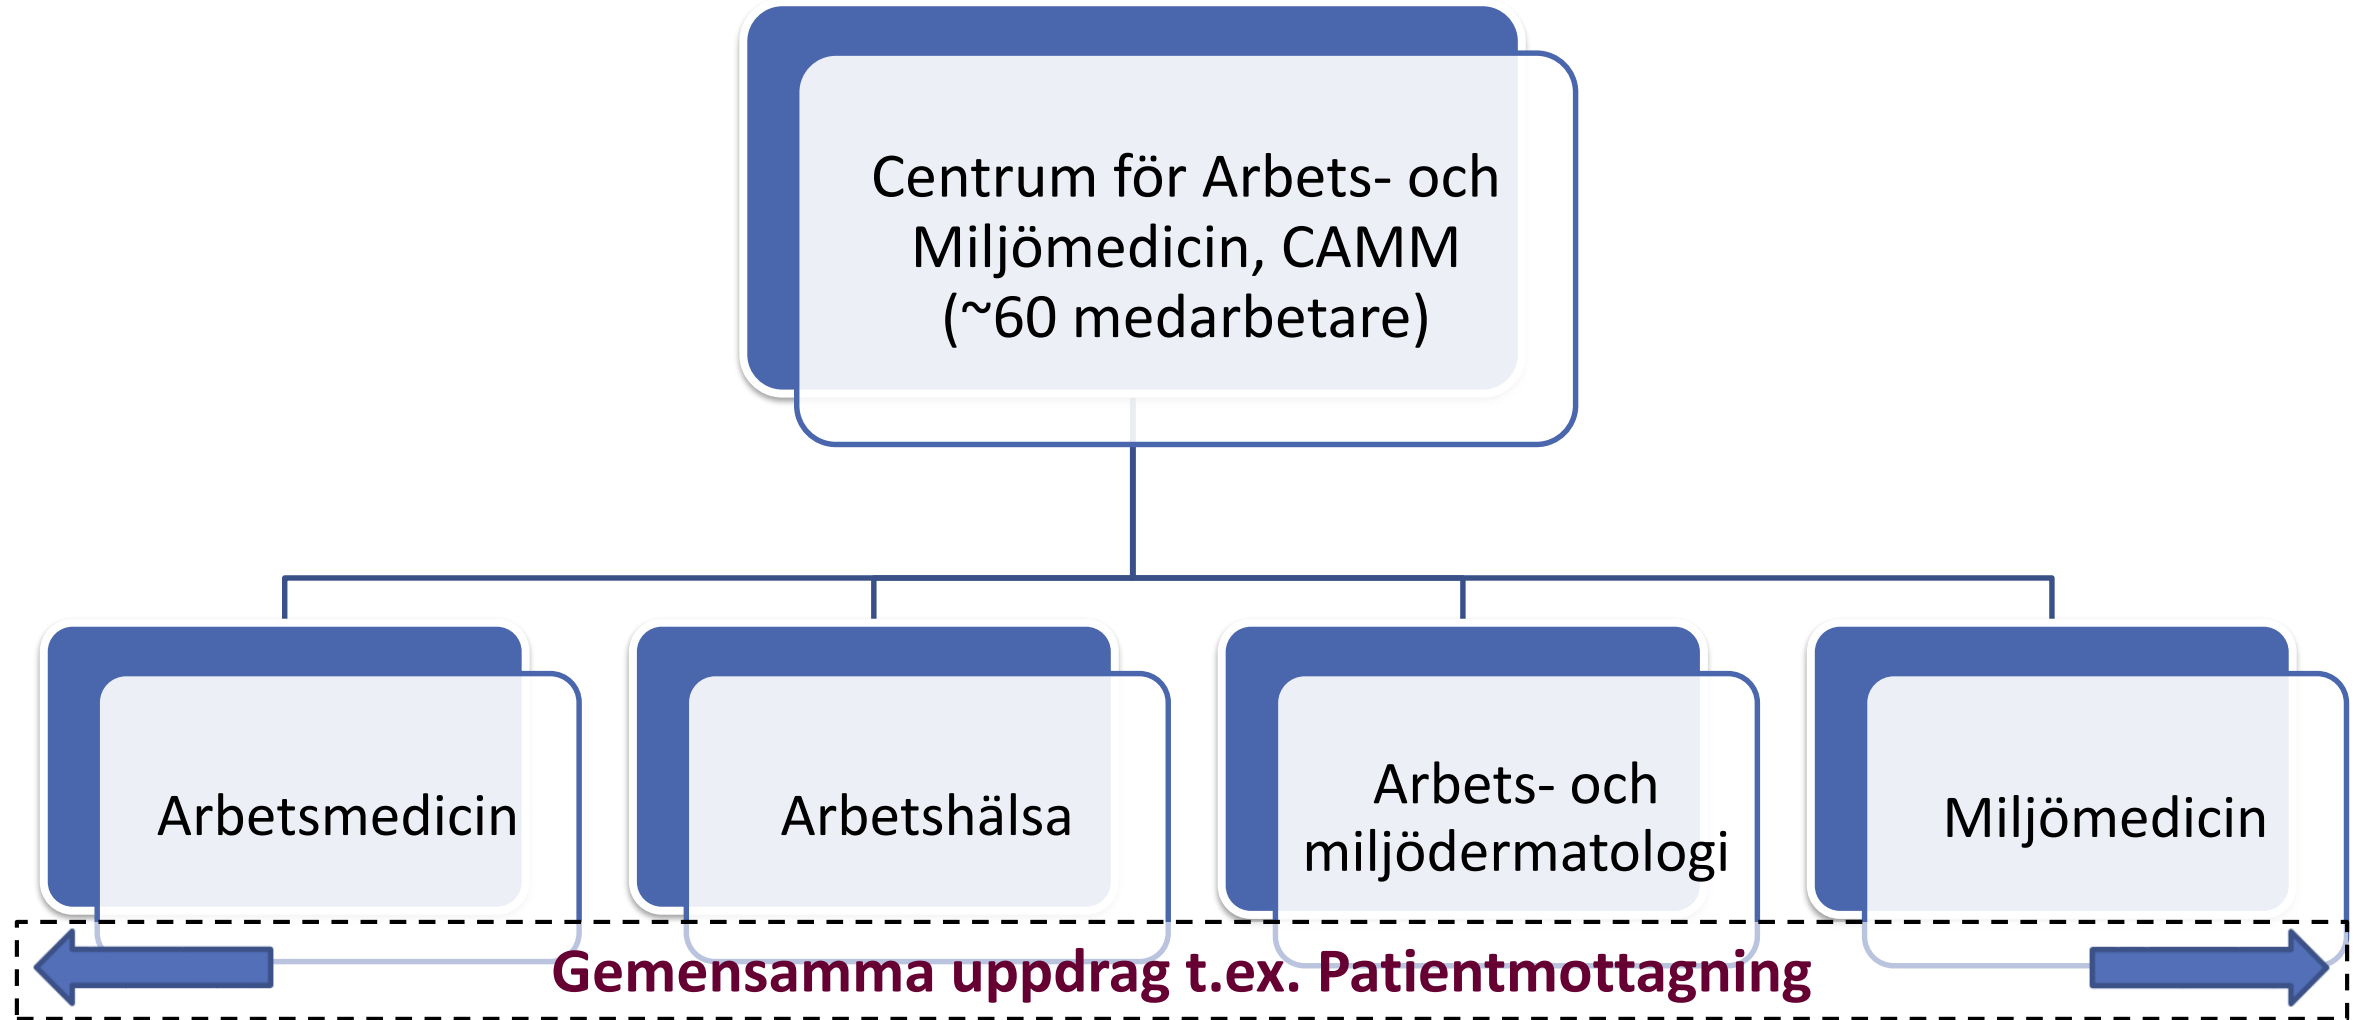 Centrum för Arbets- och
Miljömedicin, CAMM
(~60 medarbetare)
Arbetsmedicin
Arbetshälsa
Arbets- och
miljödermatologi
Miljömedicin
Gemensamma uppdrag t.ex. Patientmottagning